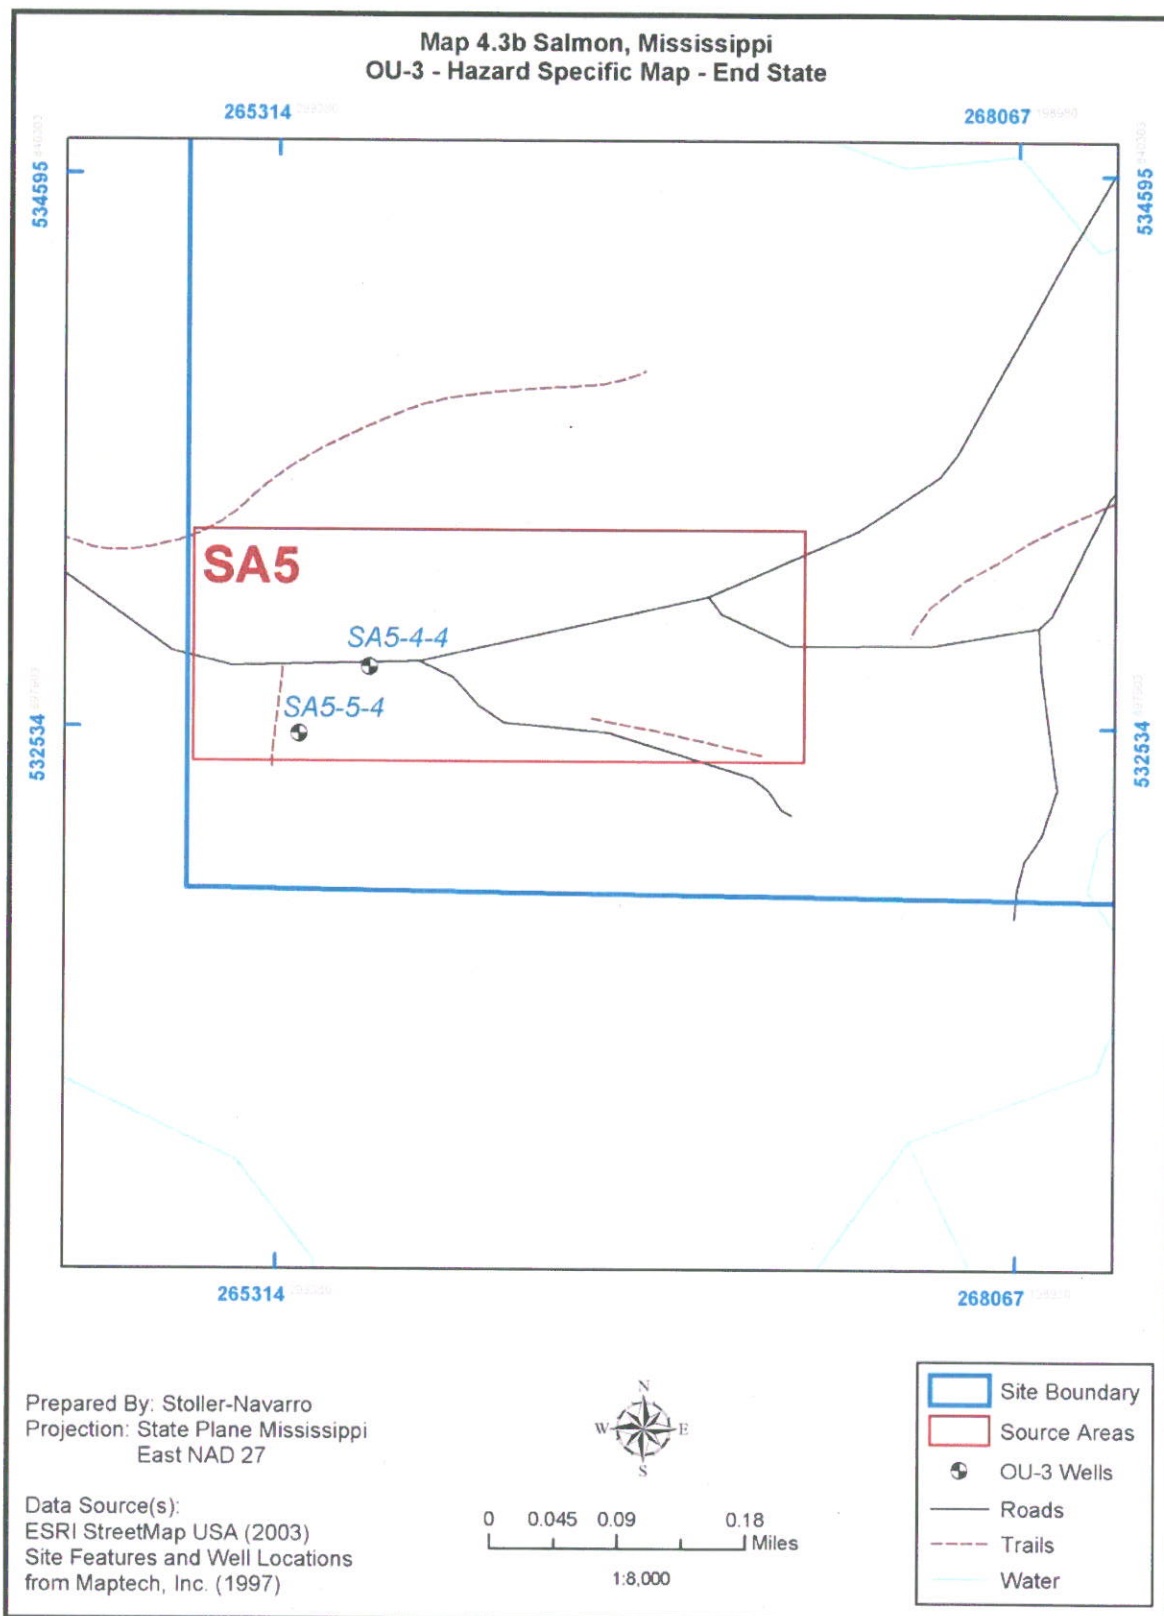 Map 4.3b Salmon, Mississippi
OU-3 - Hazard Specific Map - End State
265314
268067
534595
534595
SA5
SA5-4-4
SA5-5-4
532534
532534
265314
268067
Prepared By: Stoller-Navarro
Projection: State Plane Mississippi
East NAD 27
Data Source(s):
ESRI StreetMap USA (2003)
Site Features and Well Locations
from Maptech, Inc. (1997)
N
W E
S
0 0.045 0.09 0.18
Miles
1:8,000
Site Boundary
Source Areas
OU-3 Wells
Roads
Trails
Water